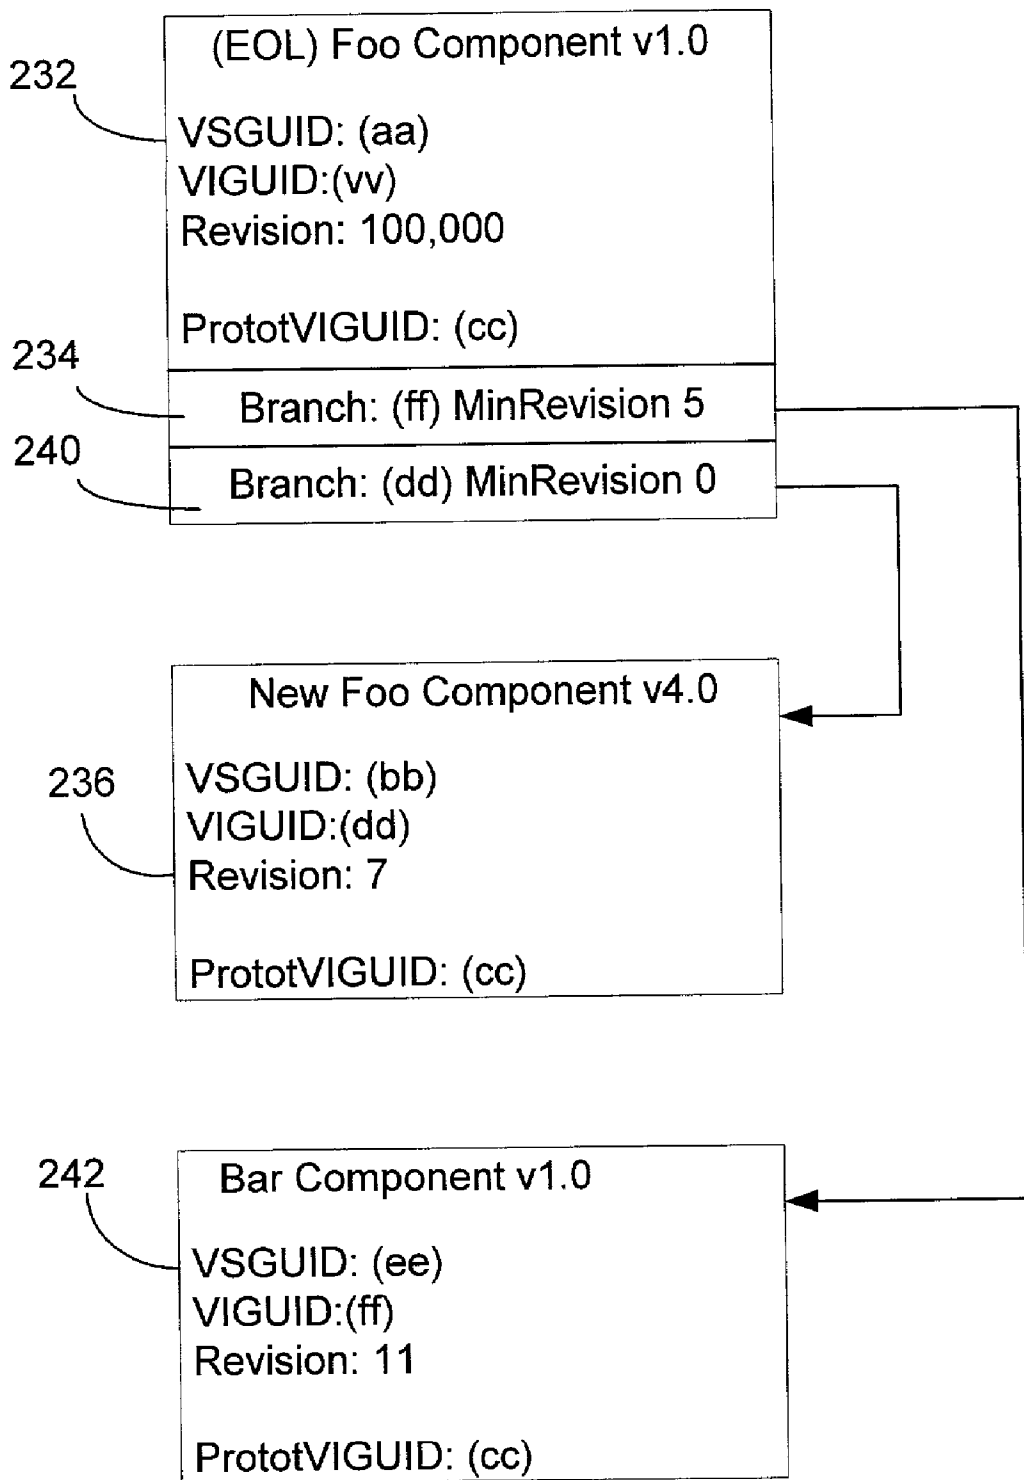 (EOL) Foo Component v1.0
232
VSGUID: (aa)
VIGUID:(vv)
Revision: 100,000
PrototVIGUID: (cc)
234
Branch: (ff) MinRevision 5
240
Branch: (dd) MinRevision 0
New Foo Component v4.0
236
VSGUID: (bb)
VIGUID:(dd)
Revision: 7
PrototVIGUID: (cc)
242
Bar Component v1.0
VSGUID: (ee)
VIGUID:(ff)
Revision: 11
PrototVIGUID: (cc)